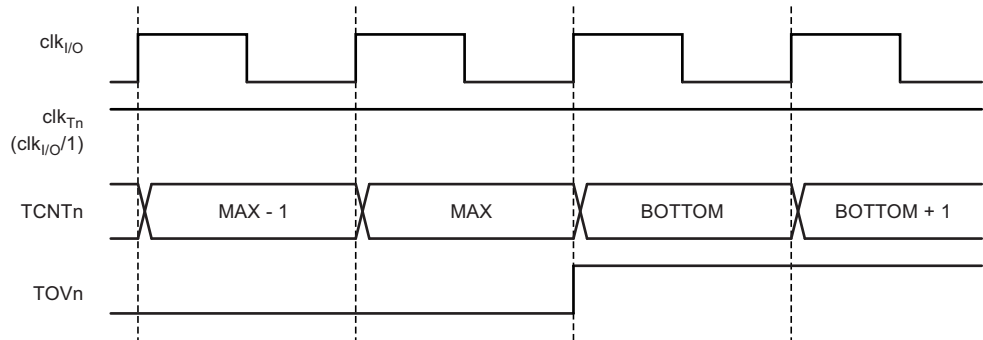 clkI/O
clkTn
(clkI/O/1)
TCNTn MAX - 1 MAX BOTTOM BOTTOM + 1
TOVn